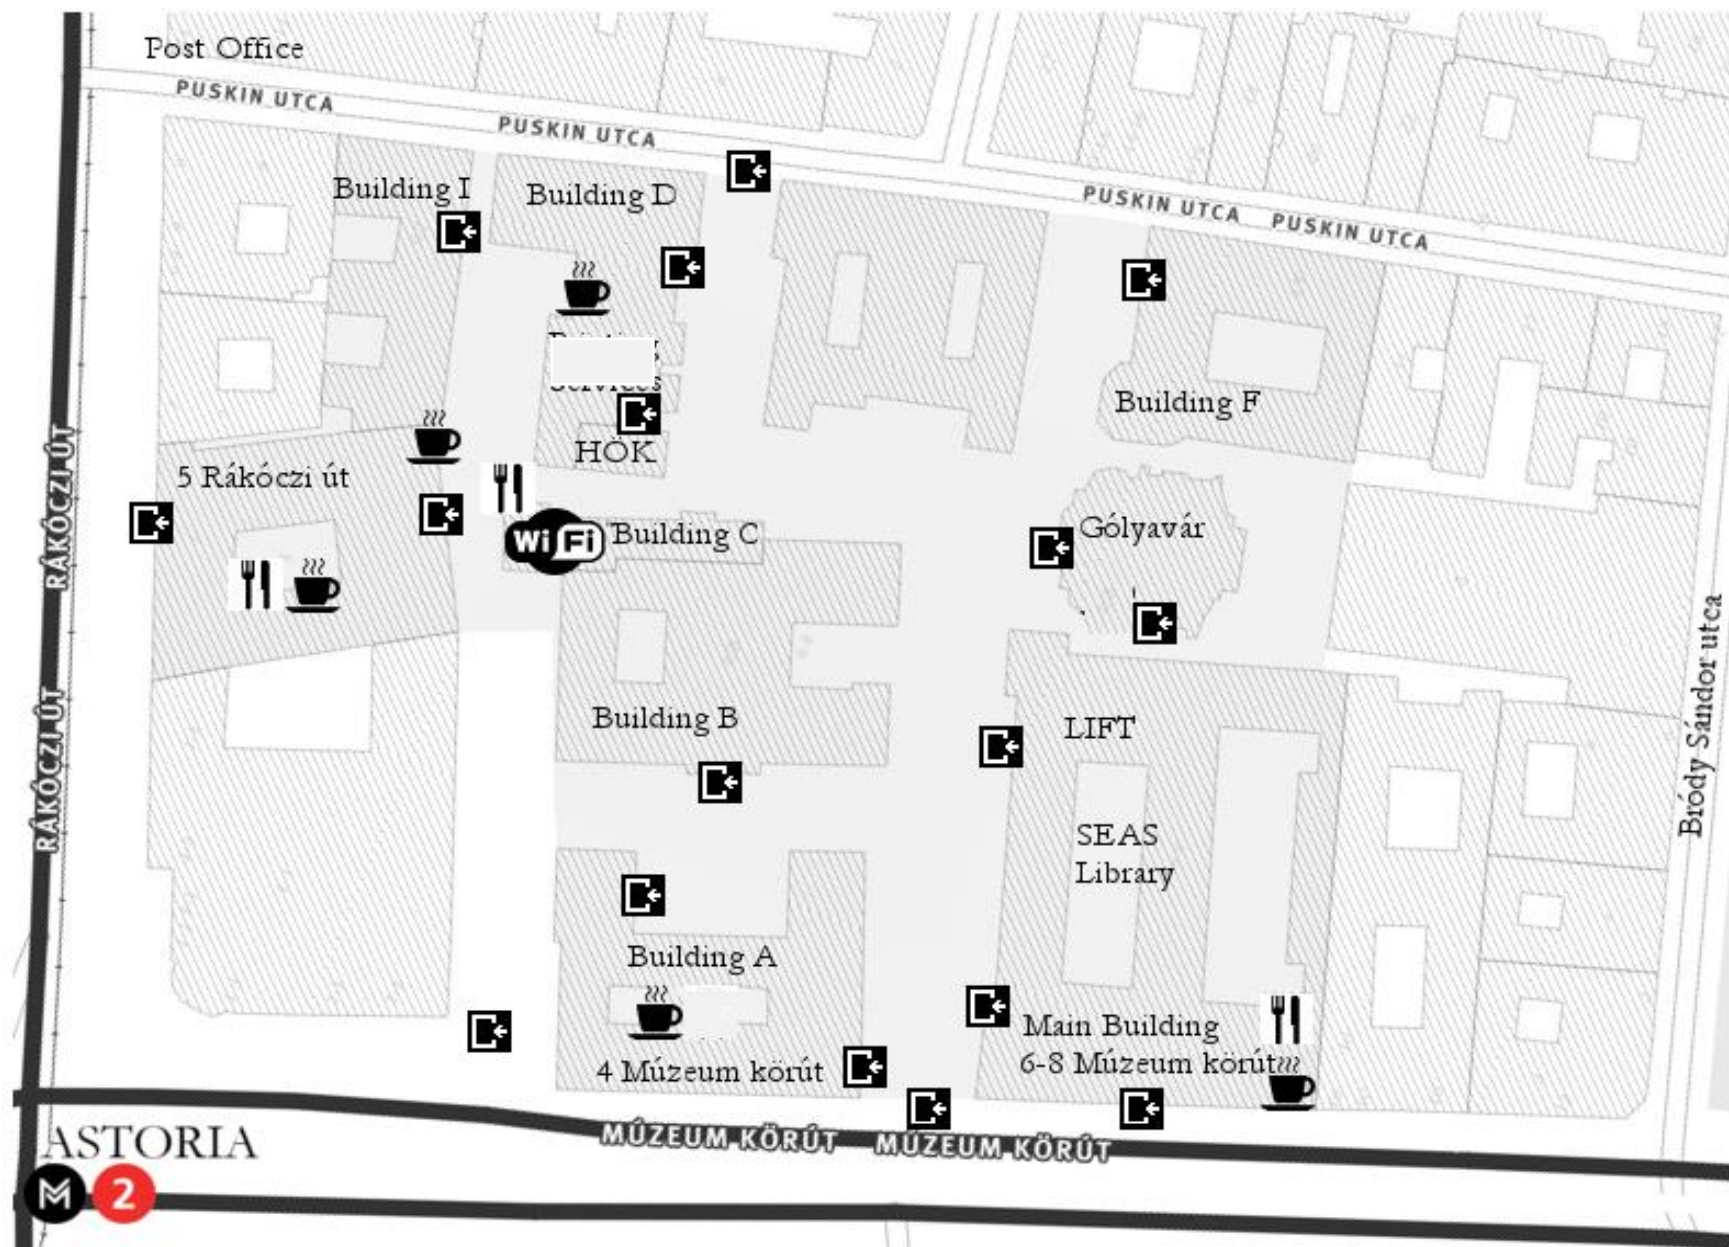 Post Office
PUSKIN UTCA
PUSKIN UTCA
PUSKIN UTCA
PUSKIN UTCA
Building I
Building D
Building F
HÖK
5 Rákóczi út
RÁKÓCZI ÚT
Wi Fi
Building C
Gólyavár
Building B
LIFT
RÁKÓCZI ÚT
Bródy Sándor utca
SEAS
Library
Building A
Main Building
4 Múzeum körút
6-8 Múzeum körút
ASTORIA
MÚZEUM KÖRÚT
MÚZEUM KÖRÚT
M
2